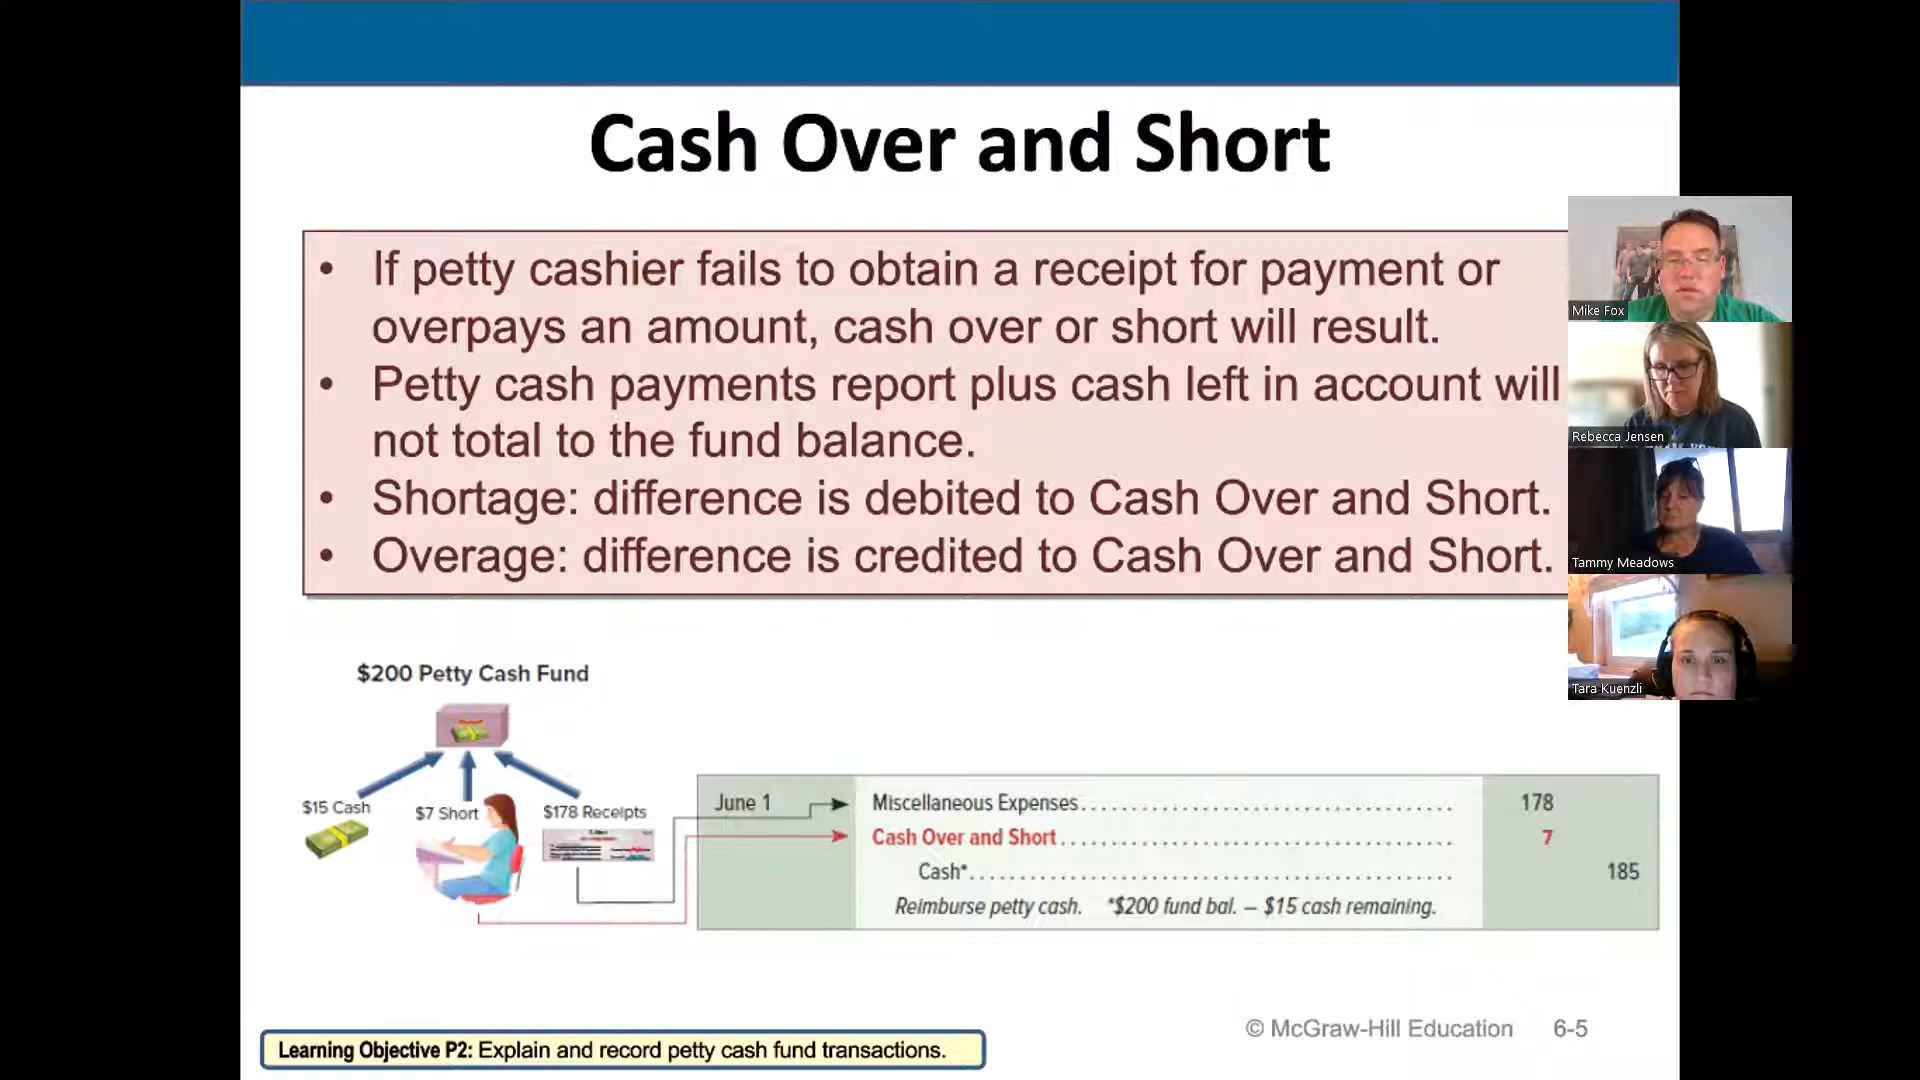 Cash Over and Short
• If petty cashier fails to obtain a receipt for payment or
overpays an amount, cash over or short will result.
• Petty cash payments report plus cash left in account will
not total to the fund balance.
• Shortage: difference is debited to Cash Over and Short.
• Overage: difference is credited to Cash Over and Short.
Mike Fox
Rebecca Jensen
Tammy Meadows
Tara Kuenzli
$200 Petty Cash Fund
$15 Cash
$7 Short
$178 Receipts
June 1 Miscellaneous Expenses 178
Cash Over and Short 7
Cash* 185
Reimburse petty cash. *$200 fund bal. – $15 cash remaining.
© McGraw-Hill Education 6-5
Learning Objective P2: Explain and record petty cash fund transactions.